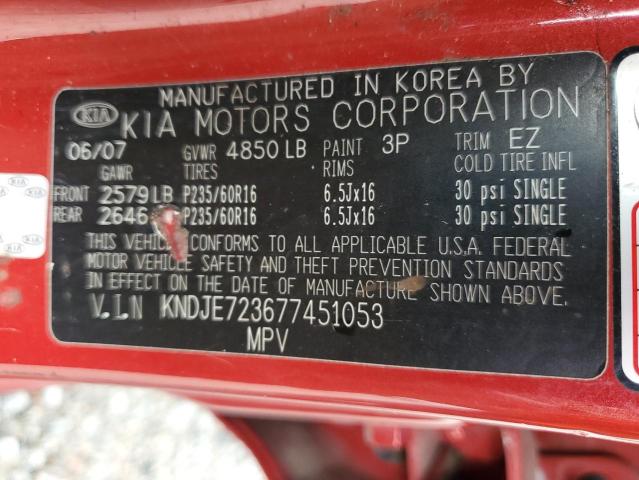 MANUFACTURED IN KOREA BY
KIA KIA MOTORS CORPORATION
06/07 GVWR 4850 LB PAINT 3P TRIM EZ
GAWR TIRES RIMS COLD TIRE INFL
FRONT 2579 LB P235/60R16 6.5Jx16 30 psi SINGLE
REAR 2646 P235/60R16 6.5Jx16 30 psi SINGLE
THIS VEHICLE CONFORMS TO ALL APPLICABLE U.S.A. FEDERAL
MOTOR VEHICLE SAFETY AND THEFT PREVENTION STANDARDS
IN EFFECT ON THE DATE OF MANUFACTURE SHOWN ABOVE.
V.I.N KNDJE723677451053
MPV